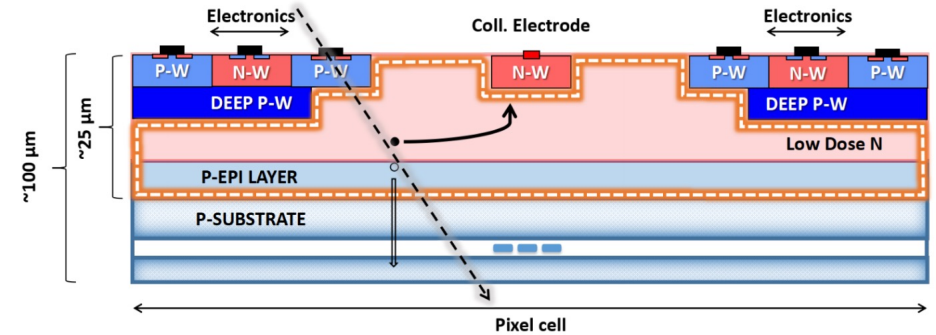 Electronics
Coll. Electrode
Electronics
P-W
N-W
P-W
N-W
P-W
N-W
P-W
DEEP P-W
DEEP P-W
Low Dose N
P-EPI LAYER
P-SUBSTRATE
~25 µm
~100 µm
Pixel cell